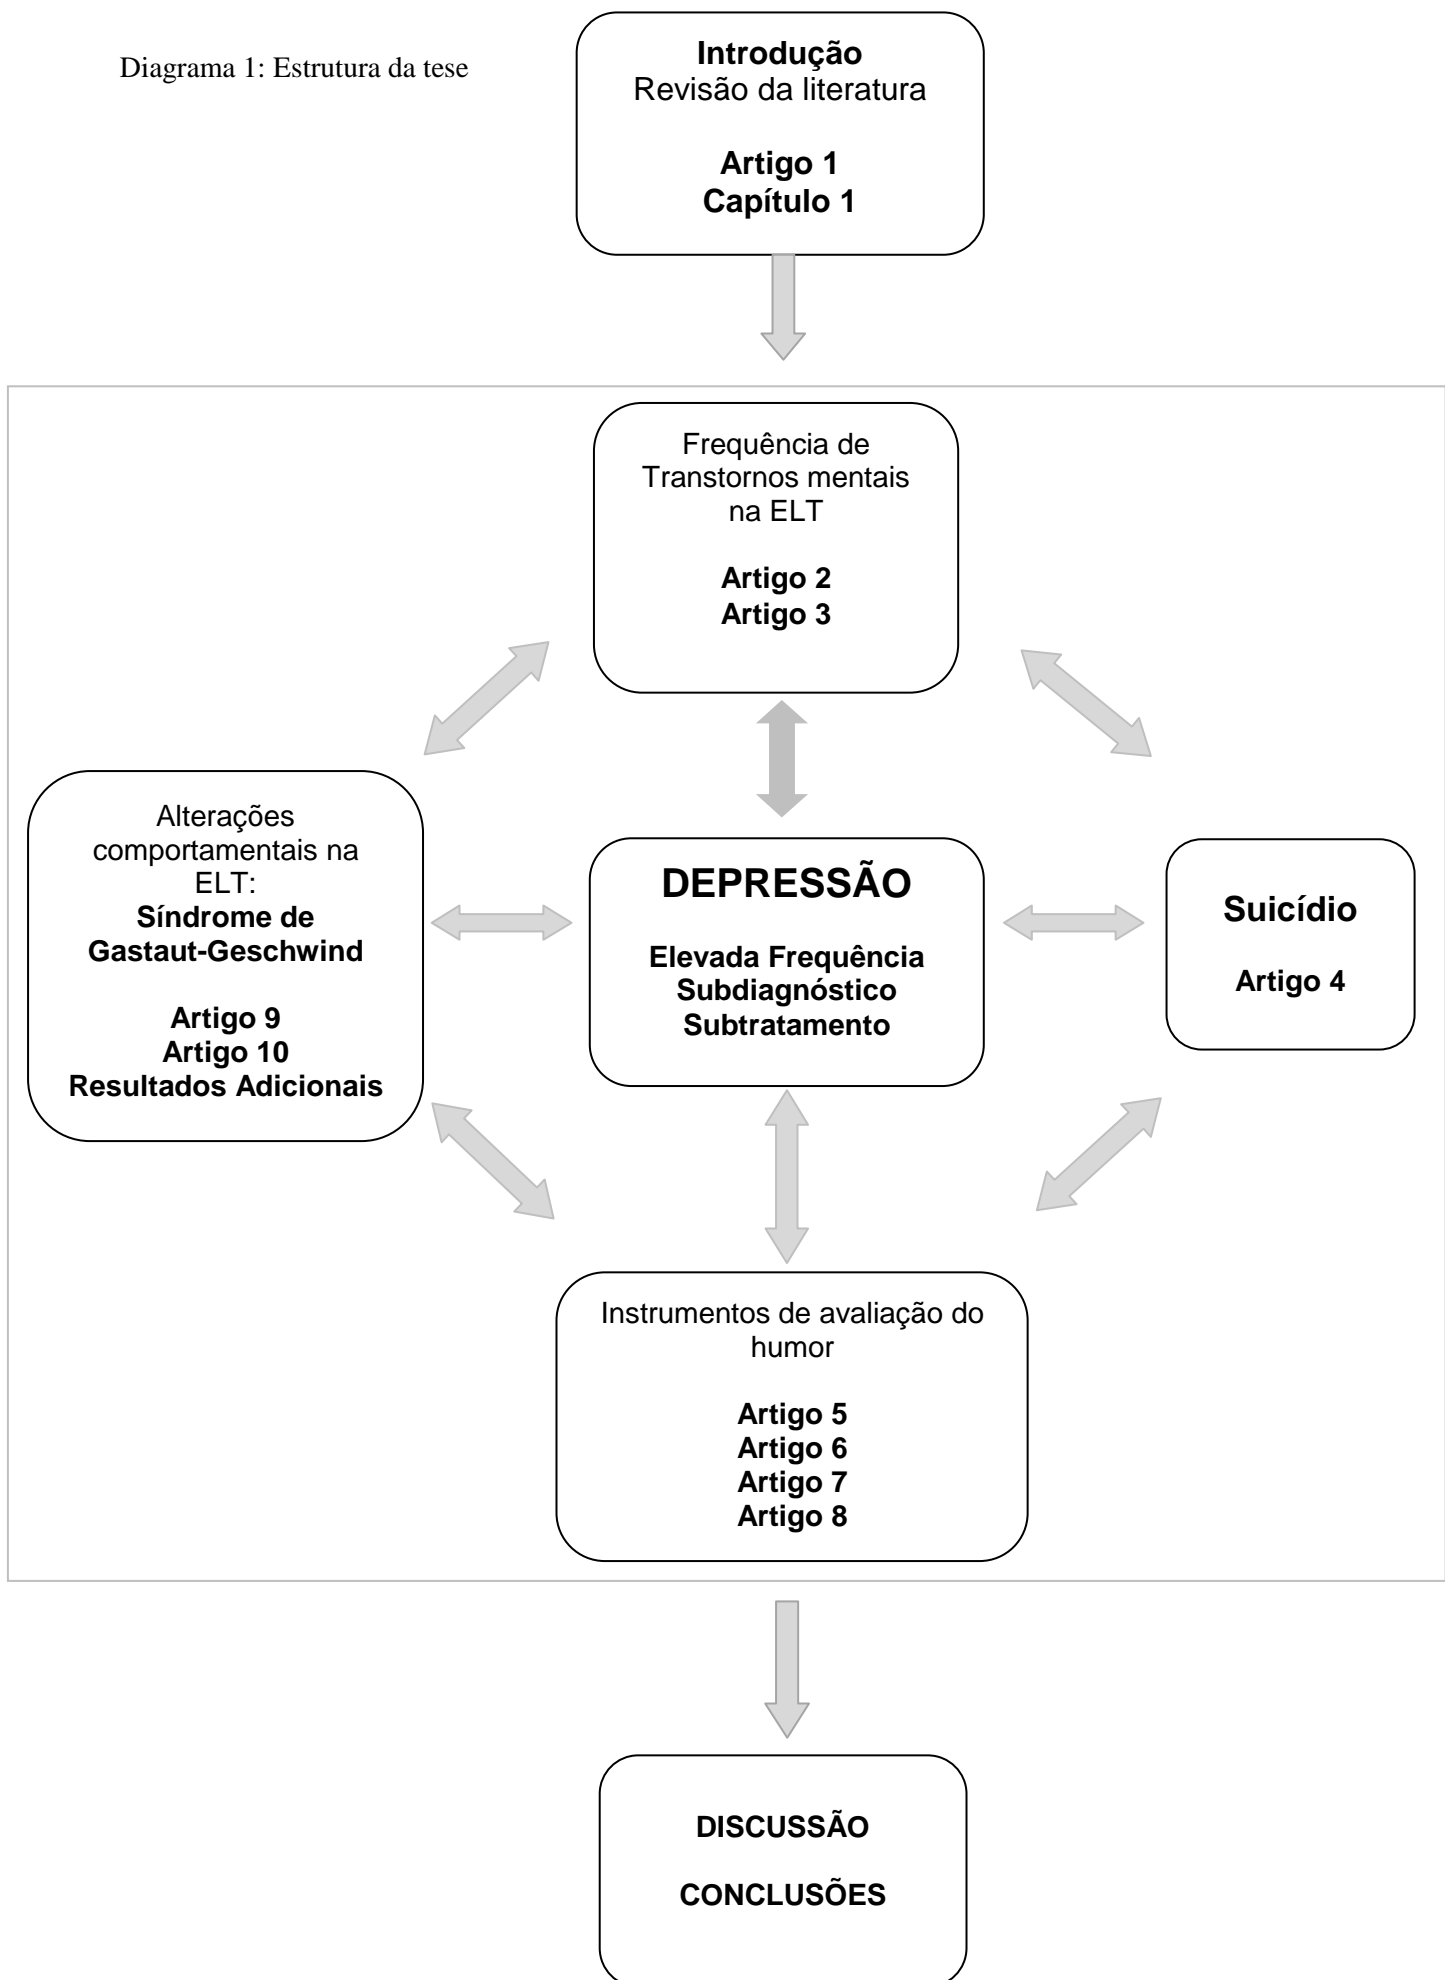 Diagrama 1: Estrutura da tese
Introdução
Revisão da literatura
Artigo 1
Capítulo 1
Frequência de
Transtornos mentais
na ELT
Artigo 2
Artigo 3
Alterações
comportamentais na
ELT:
Síndrome de
Gastaut-Geschwind
Artigo 9
Artigo 10
Resultados Adicionais
DEPRESSÃO
Elevada Frequência
Subdiagnóstico
Subtratamento
Suicídio
Artigo 4
Instrumentos de avaliação do
humor
Artigo 5
Artigo 6
Artigo 7
Artigo 8
DISCUSSÃO
CONCLUSÕES